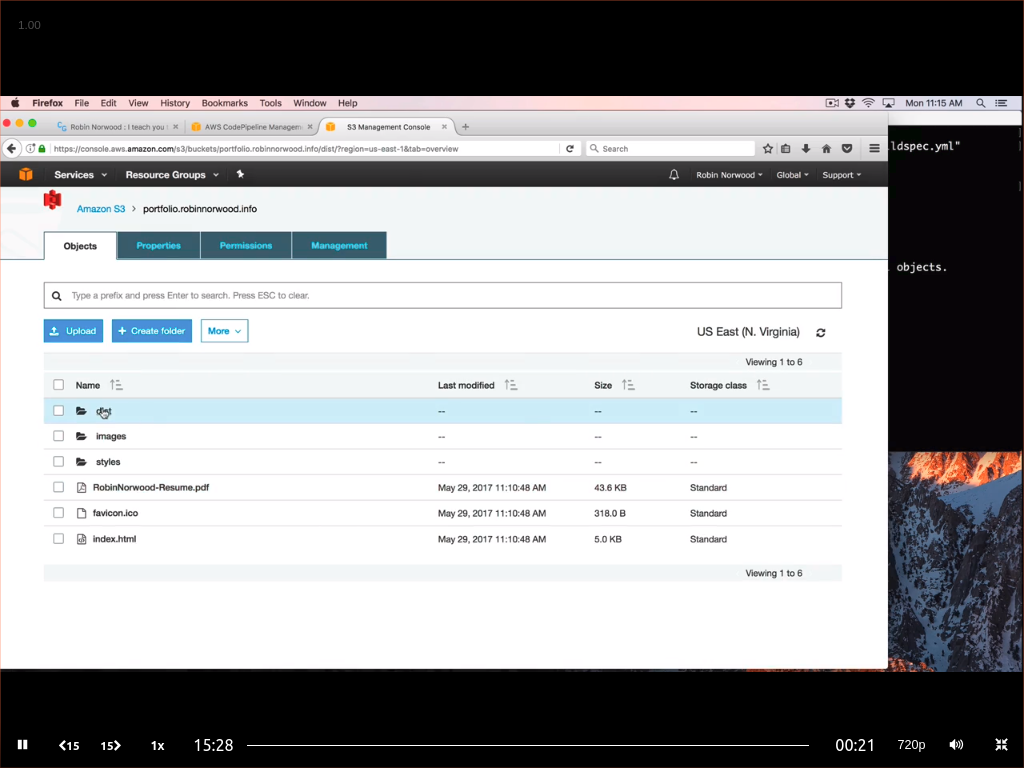 1.00
Firefox File Edit View History Bookmarks Tools Window Help
Mon 11:15 AM
Robin Norwood : I teach you
AWS CodePipeline Managem
S3 Management Console
https://console.aws.amazon.com/s3/buckets/portfolio.robinnorwood.info/dist/?region=us-east-1&tab=overview
Search
ldspec.yml"
Services Resource Groups
Robin Norwood Global Support
Amazon S3 > portfolio.robinnorwood.info
Objects Properties Permissions Management
objects.
Type a prefix and press Enter to search. Press ESC to clear.
Upload + Create folder More
US East (N. Virginia)
Viewing 1 to 6
Name Last modified Size Storage class
dist -- -- --
images -- -- --
styles -- -- --
RobinNorwood-Resume.pdf May 29, 2017 11:10:48 AM 43.6 KB Standard
favicon.ico May 29, 2017 11:10:48 AM 318.0 B Standard
index.html May 29, 2017 11:10:48 AM 5.0 KB Standard
Viewing 1 to 6
15 15 1x 15:28 00:21 720p